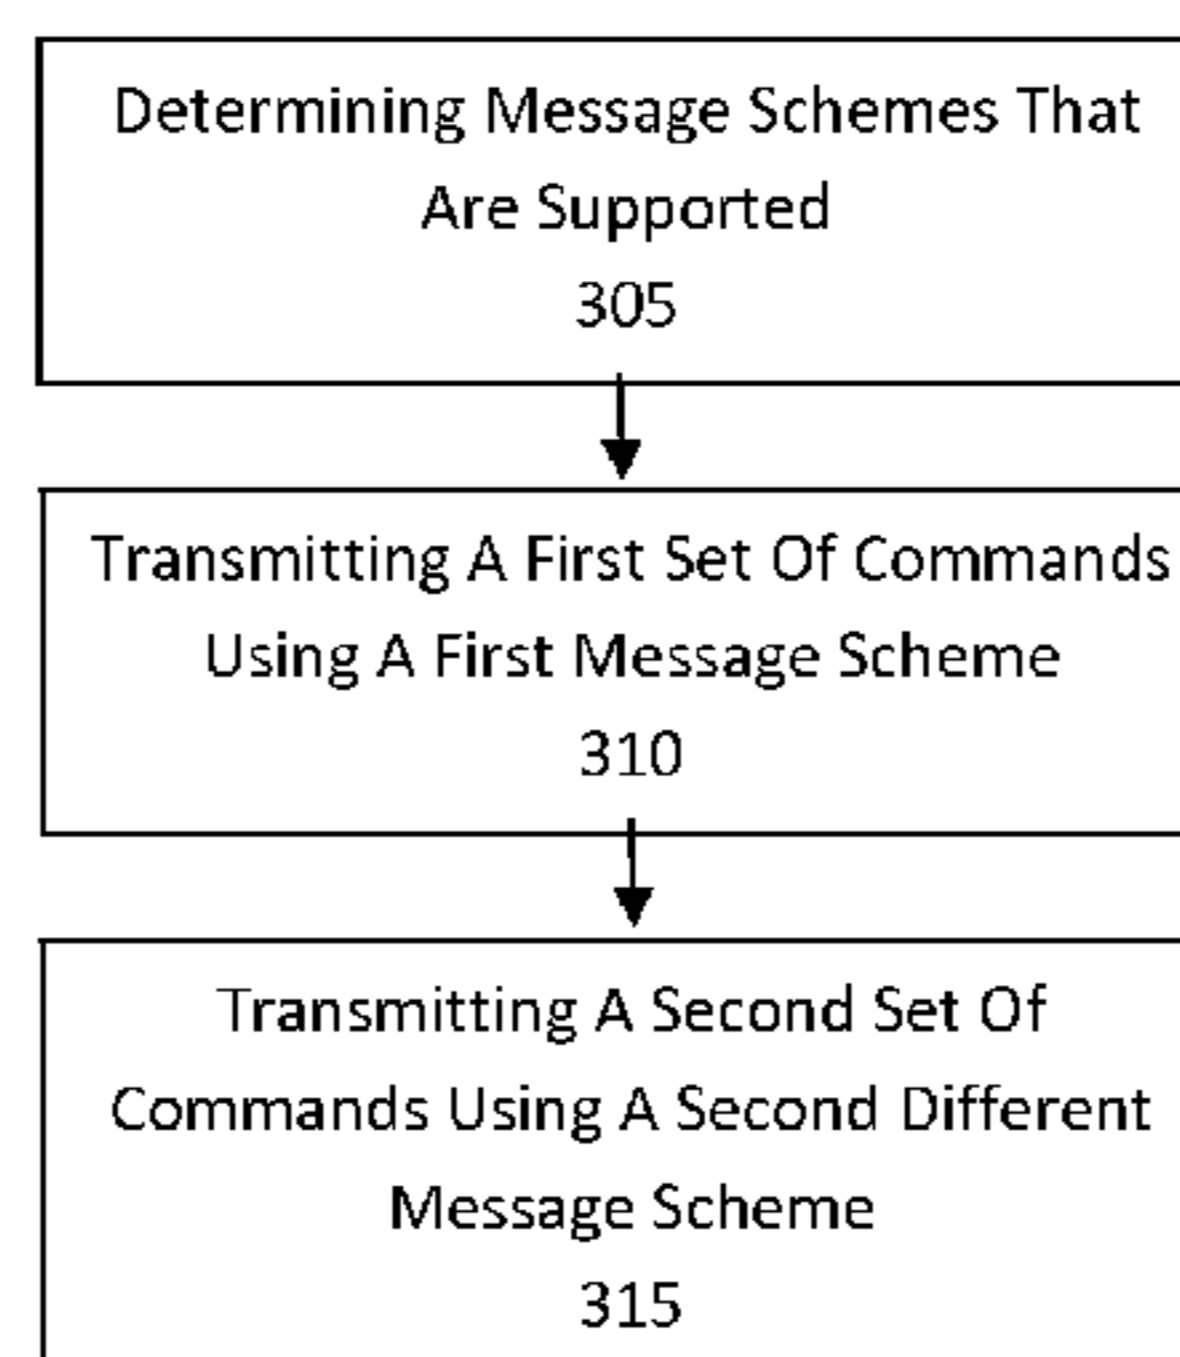 Determining Message Schemes That
Are Supported
305
Transmitting A First Set Of Commands
Using A First Message Scheme
310
Transmitting A Second Set Of
Commands Using A Second Different
Message Scheme
315